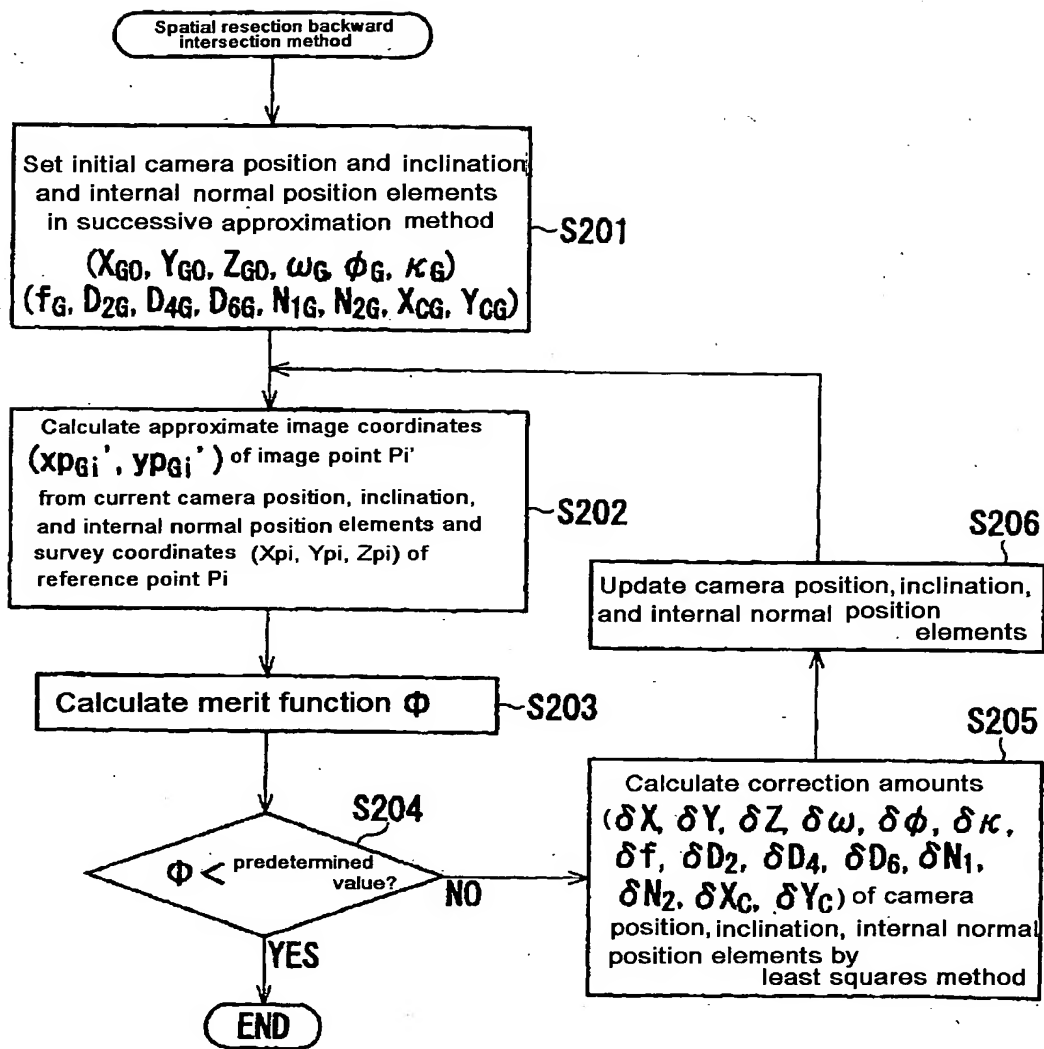 Spatial resection backward
intersection method
Set initial camera position and inclination
and internal normal position elements
in successive approximation method
(XGO, YGO, ZGO, ωG, ϕG, κG)
(fG, D2G, D4G, D6G, N1G, N2G, XCG, YCG)
S201
Calculate approximate image coordinates
(xpGi', ypGi') of image point Pi'
from current camera position, inclination,
and internal normal position elements and
survey coordinates (Xpi, Ypi, Zpi) of
reference point Pi
S202
Calculate merit function Φ
S203
S204
Φ < predetermined
value?
NO
YES
END
S205
Calculate correction amounts
(δX, δY, δZ, δω, δϕ, δκ,
δf, δD2, δD4, δD6, δN1,
δN2, δXC, δYC) of camera
position, inclination, internal normal
position elements by
least squares method
S206
Update camera position, inclination,
and internal normal position
elements